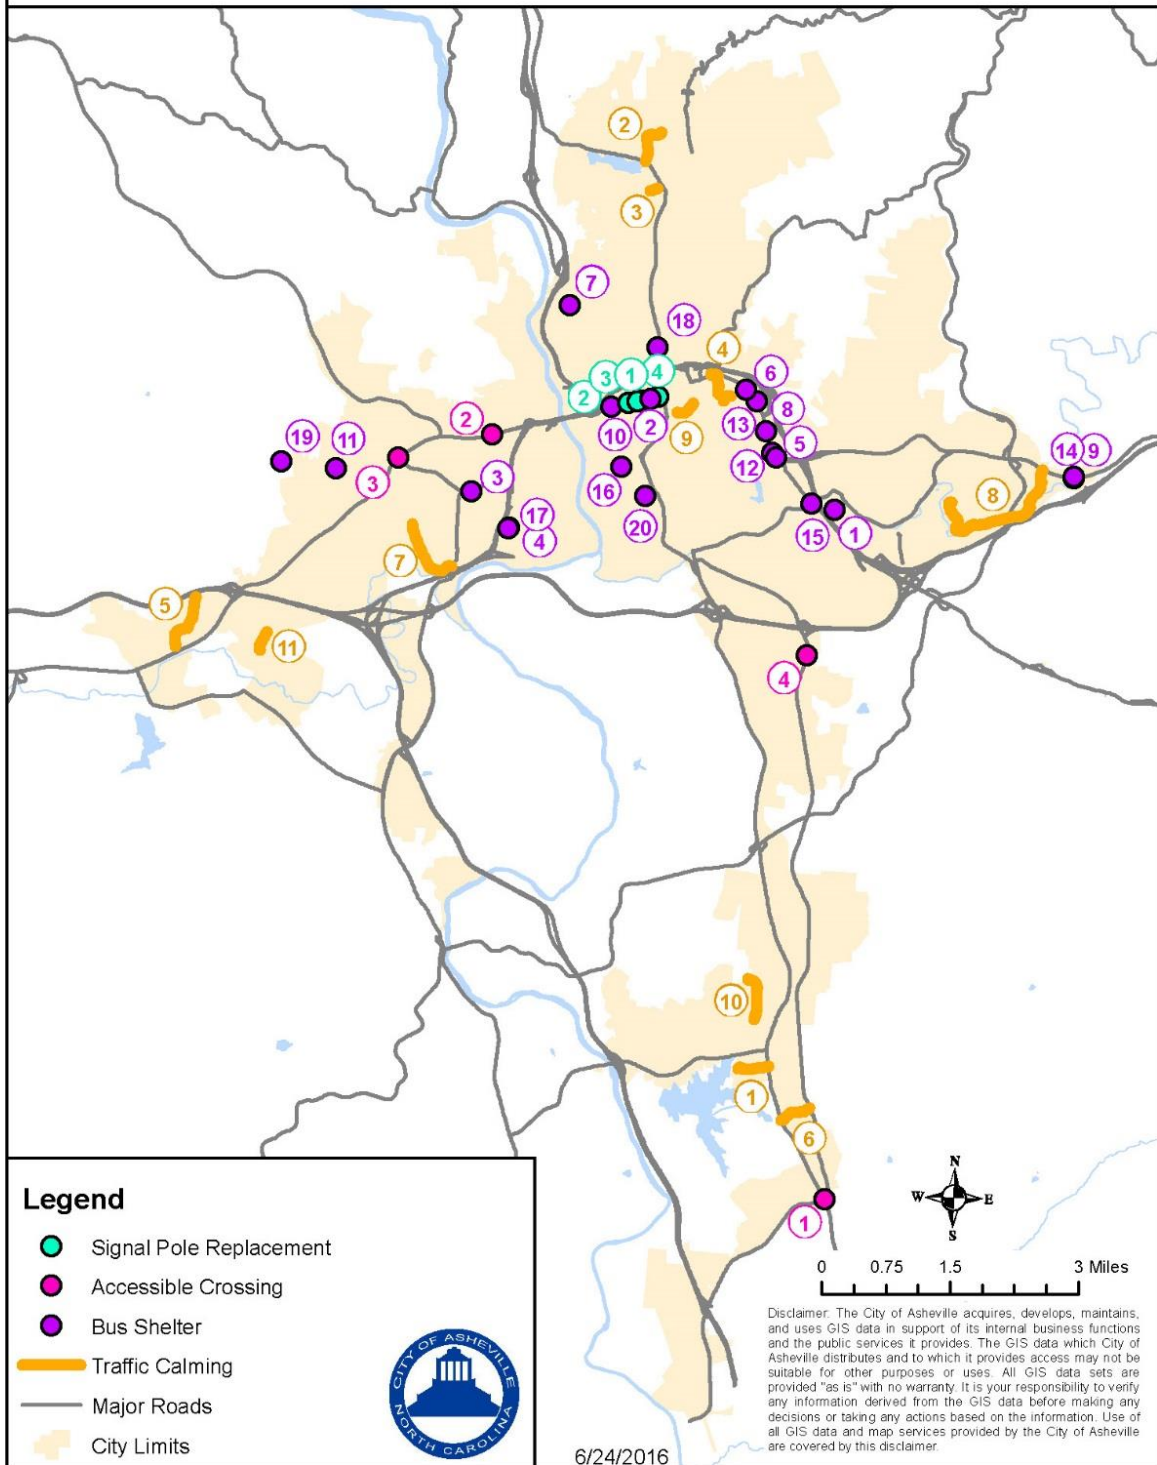 2
3
7
18
4
3
1
4
2
6
8
10
2
9
13
5
12
2
19
11
3
3
16
20
17
4
14
9
8
15
1
7
5
11
4
10
1
6
1
N
W
E
S
0
0.75
1.5
3 Miles
Legend
Signal Pole Replacement
Accessible Crossing
Bus Shelter
Traffic Calming
Major Roads
City Limits
CITY OF ASHEVILLE
NORTH CAROLINA
6/24/2016
Disclaimer: The City of Asheville acquires, develops, maintains,
and uses GIS data in support of its internal business functions
and the public services it provides. The GIS data which City of
Asheville distributes and to which it provides access may not be
suitable for other purposes or uses. All GIS data sets are
provided "as is" with no warranty. It is your responsibility to verify
any information derived from the GIS data before making any
decisions or taking any actions based on the information. Use of
all GIS data and map services provided by the City of Asheville
are covered by this disclaimer.